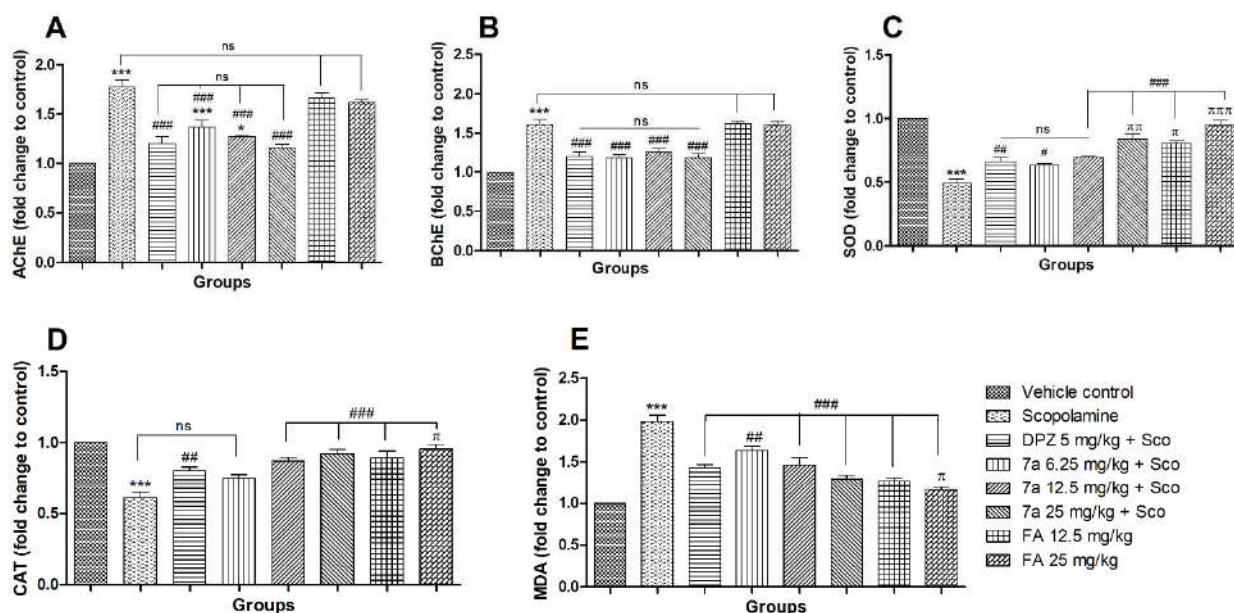 A
AChE (fold change to control)
2.0
1.5
1.0
0.5
0.0
***
ns
###
###
***
ns
###
*
###
Groups
B
BChE (fold change to control)
2.5
2.0
1.5
1.0
0.5
0.0
***
ns
###
###
ns
###
###
Groups
C
SOD (fold change to control)
1.0
0.5
0.0
***
##
ns
#
###
ππ
π
πππ
Groups
D
CAT (fold change to control)
1.5
1.0
0.5
0.0
ns
***
##
###
π
Groups
E
MDA (fold change to control)
2.5
2.0
1.5
1.0
0.5
0.0
***
##
###
π
Groups
Vehicle control
Scopolamine
DPZ 5 mg/kg + Sco
7a 6.25 mg/kg + Sco
7a 12.5 mg/kg + Sco
7a 25 mg/kg + Sco
FA 12.5 mg/kg
FA 25 mg/kg